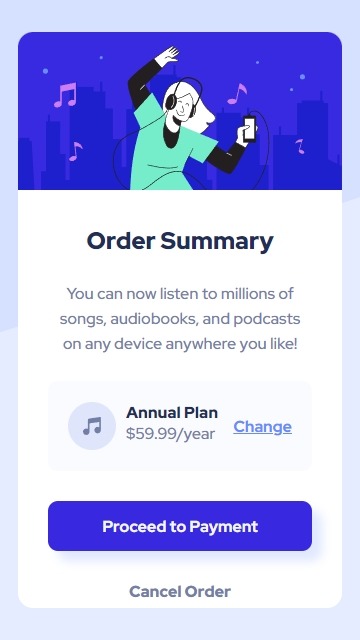 Order Summary
You can now listen to millions of
songs, audiobooks, and podcasts
on any device anywhere you like!
Annual Plan
$59.99/year
Change
Proceed to Payment
Cancel Order